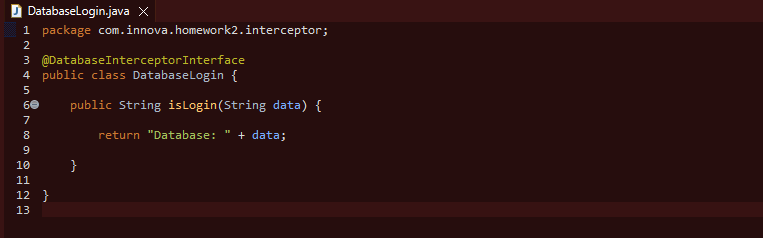 DatabaseLogin.java
1 package com.innova.homework2.interceptor;
2
3 @DatabaseInterceptorInterface
4 public class DatabaseLogin {
5
6 public String isLogin(String data) {
7
8 return "Database: " + data;
9
10 }
11
12 }
13